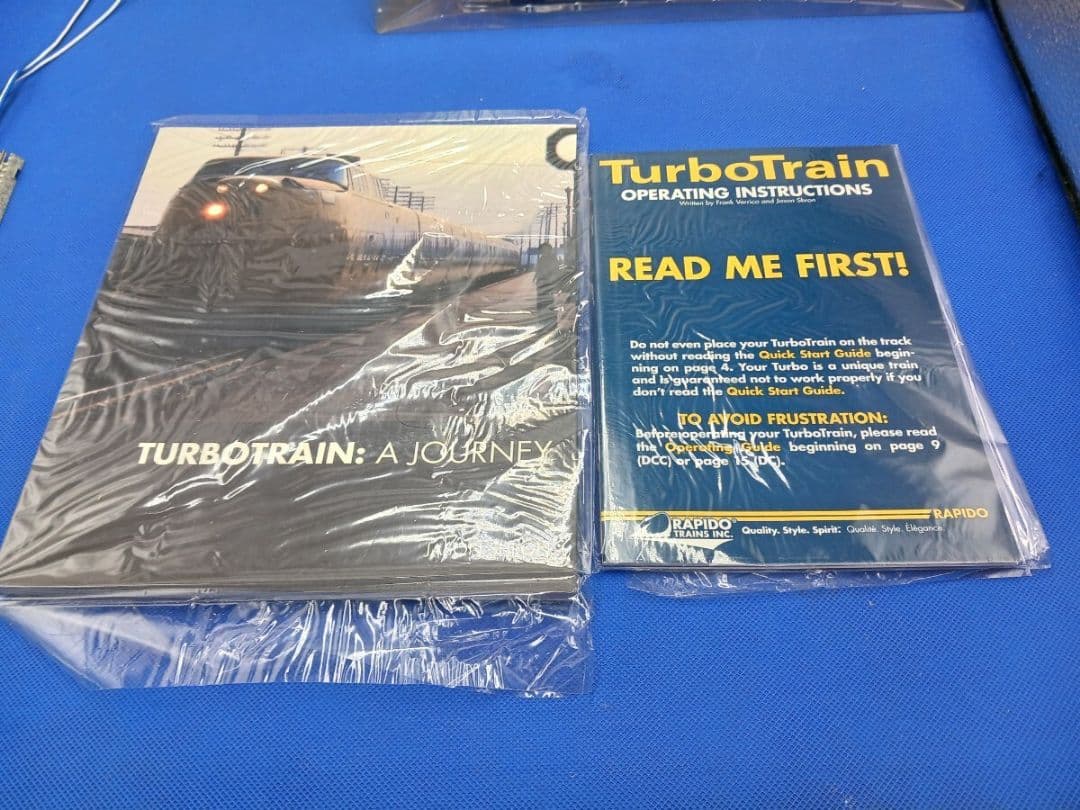 TURBOTRAIN: A JOURNEY
TurboTrain
OPERATING INSTRUCTIONS
Written by Frank Verrico and Jason Shron
READ ME FIRST!
Do not even place your TurboTrain on the track
without reading the Quick Start Guide begin-
ning on page 4. Your Turbo is a unique train
and is guaranteed not to work properly if you
don't read the Quick Start Guide.
TO AVOID FRUSTRATION:
Before operating your TurboTrain, please read
the Operating Guide beginning on page 9
(DCC) or page 15 (DC).
RAPIDO
RAPIDO
TRAINS INC.
Quality. Style. Spirit. Qualité. Style. Élégance.